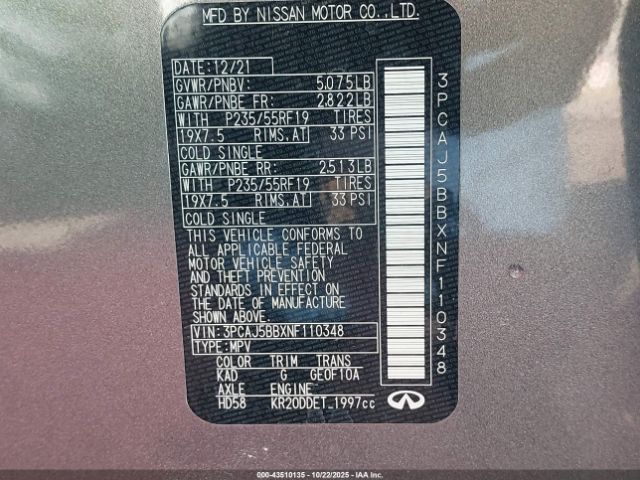 MFD BY NISSAN MOTOR CO.,LTD.
DATE: 12/21
GVWR/PNBV: 5,075LB
GAWR/PNBE FR: 2,822LB
WITH P235/55RF19 TIRES
19X7.5 RIMS,AT 33 PSI
COLD SINGLE
GAWR/PNBE RR: 2,513LB
WITH P235/55RF19 TIRES
19X7.5 RIMS,AT 33 PSI
COLD SINGLE
THIS VEHICLE CONFORMS TO
ALL APPLICABLE FEDERAL
MOTOR VEHICLE SAFETY
AND THEFT PREVENTION
STANDARDS IN EFFECT ON
THE DATE OF MANUFACTURE
SHOWN ABOVE.
VIN: 3PCAJ5BBXNF110348
TYPE: MPV
COLOR TRIM TRANS
KAD G GE0F10A
AXLE ENGINE
HD58 KR20DDET 1997cc
3PCAJ5BBXNF110348
000-43510135 - 10/22/2025 - IAA Inc.